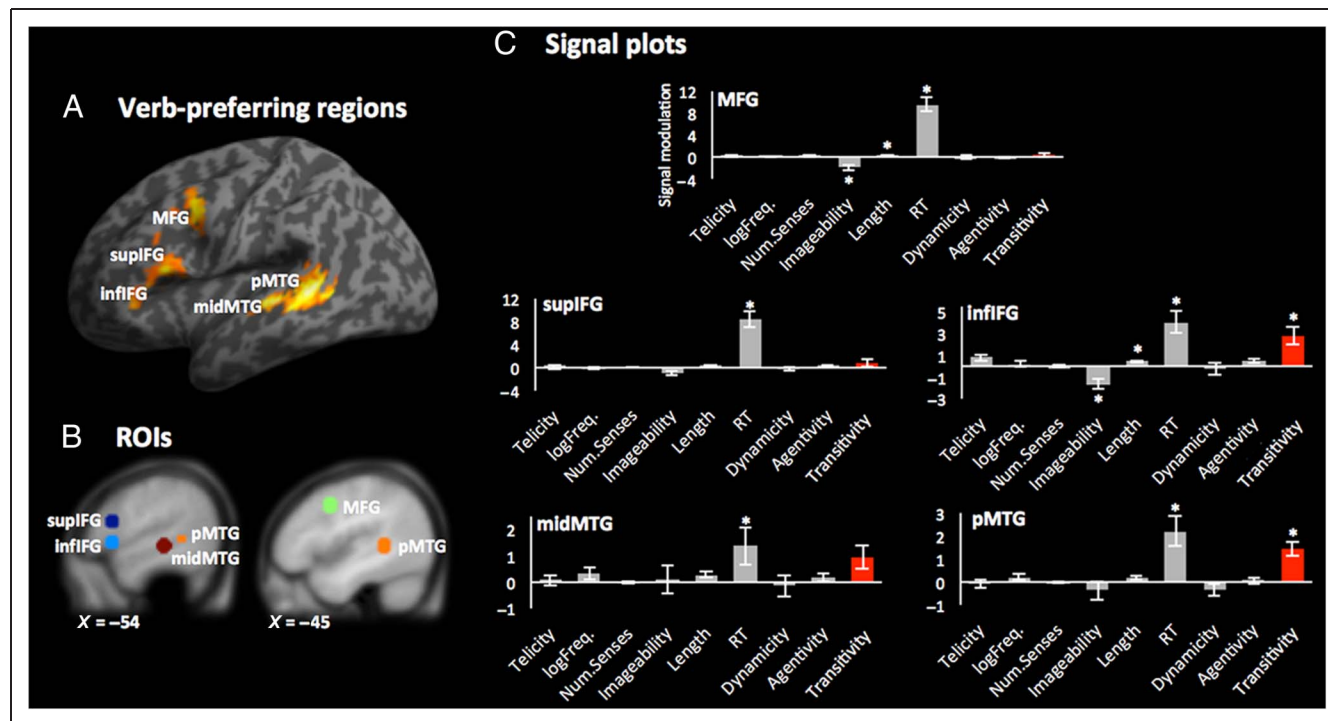 A Verb-preferring regions
MFG
supIFG
infIFG
pMTG
midMTG
B ROIs
supIFG
infIFG
pMTG
midMTG
x = –54
MFG
pMTG
x = –45
C Signal plots
MFG
Signal modulation
12
8
4
0
–4
*
*
*
Telicity
logFreq.
Num.Senses
Imageability
Length
RT
Dynamicity
Agentivity
Transitivity
supIFG
12
8
4
0
–4
*
Telicity
logFreq.
Num.Senses
Imageability
Length
RT
Dynamicity
Agentivity
Transitivity
infIFG
5
3
1
–1
–3
*
*
*
*
Telicity
logFreq.
Num.Senses
Imageability
Length
RT
Dynamicity
Agentivity
Transitivity
midMTG
2
1
0
–1
*
Telicity
logFreq.
Num.Senses
Imageability
Length
RT
Dynamicity
Agentivity
Transitivity
pMTG
3
2
1
0
–1
*
*
Telicity
logFreq.
Num.Senses
Imageability
Length
RT
Dynamicity
Agentivity
Transitivity